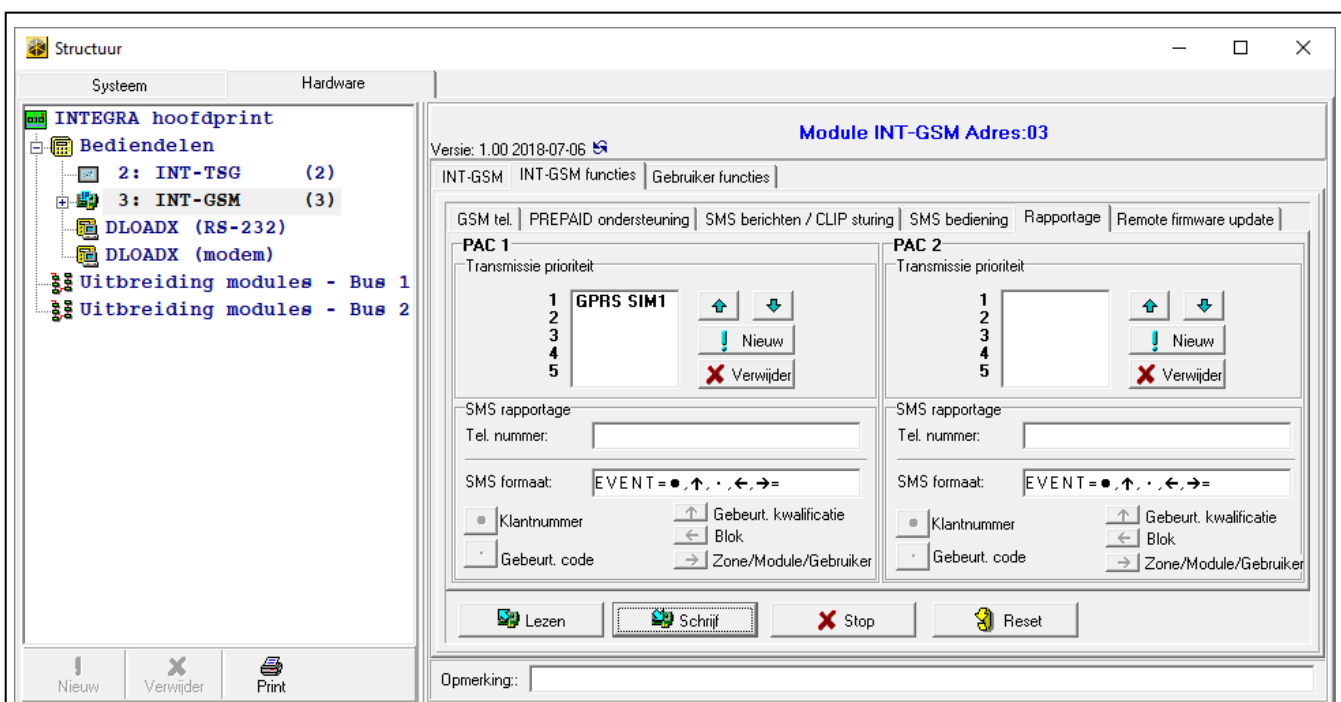 Structuur
Systeem Hardware
INTEGRA hoofdprint
Bediendelen
2: INT-TSG (2)
3: INT-GSM (3)
DLOADX (RS-232)
DLOADX (modem)
Uitbreiding modules - Bus 1
Uitbreiding modules - Bus 2
Nieuw Verwijder Print
Module INT-GSM Adres:03
Versie: 1.00 2018-07-06
INT-GSM INT-GSM functies Gebruiker functies
GSM tel. PREPAID ondersteuning SMS berichten / CLIP sturing SMS bediening Rapportage Remote firmware update
PAC 1
Transmissie prioriteit
1 GPRS SIM1
2
3 Nieuw
4
5 Verwijder
SMS rapportage
Tel. nummer:
SMS formaat: EVENT=●,↑,·,←,→=
Klantnummer
Gebeurt. code
Gebeurt. kwalificatie
Blok
Zone/Module/Gebruiker
PAC 2
Transmissie prioriteit
1
2
3 Nieuw
4
5 Verwijder
SMS rapportage
Tel. nummer:
SMS formaat: EVENT=●,↑,·,←,→=
Klantnummer
Gebeurt. code
Gebeurt. kwalificatie
Blok
Zone/Module/Gebruiker
Lezen Schrijf Stop Reset
Opmerking::